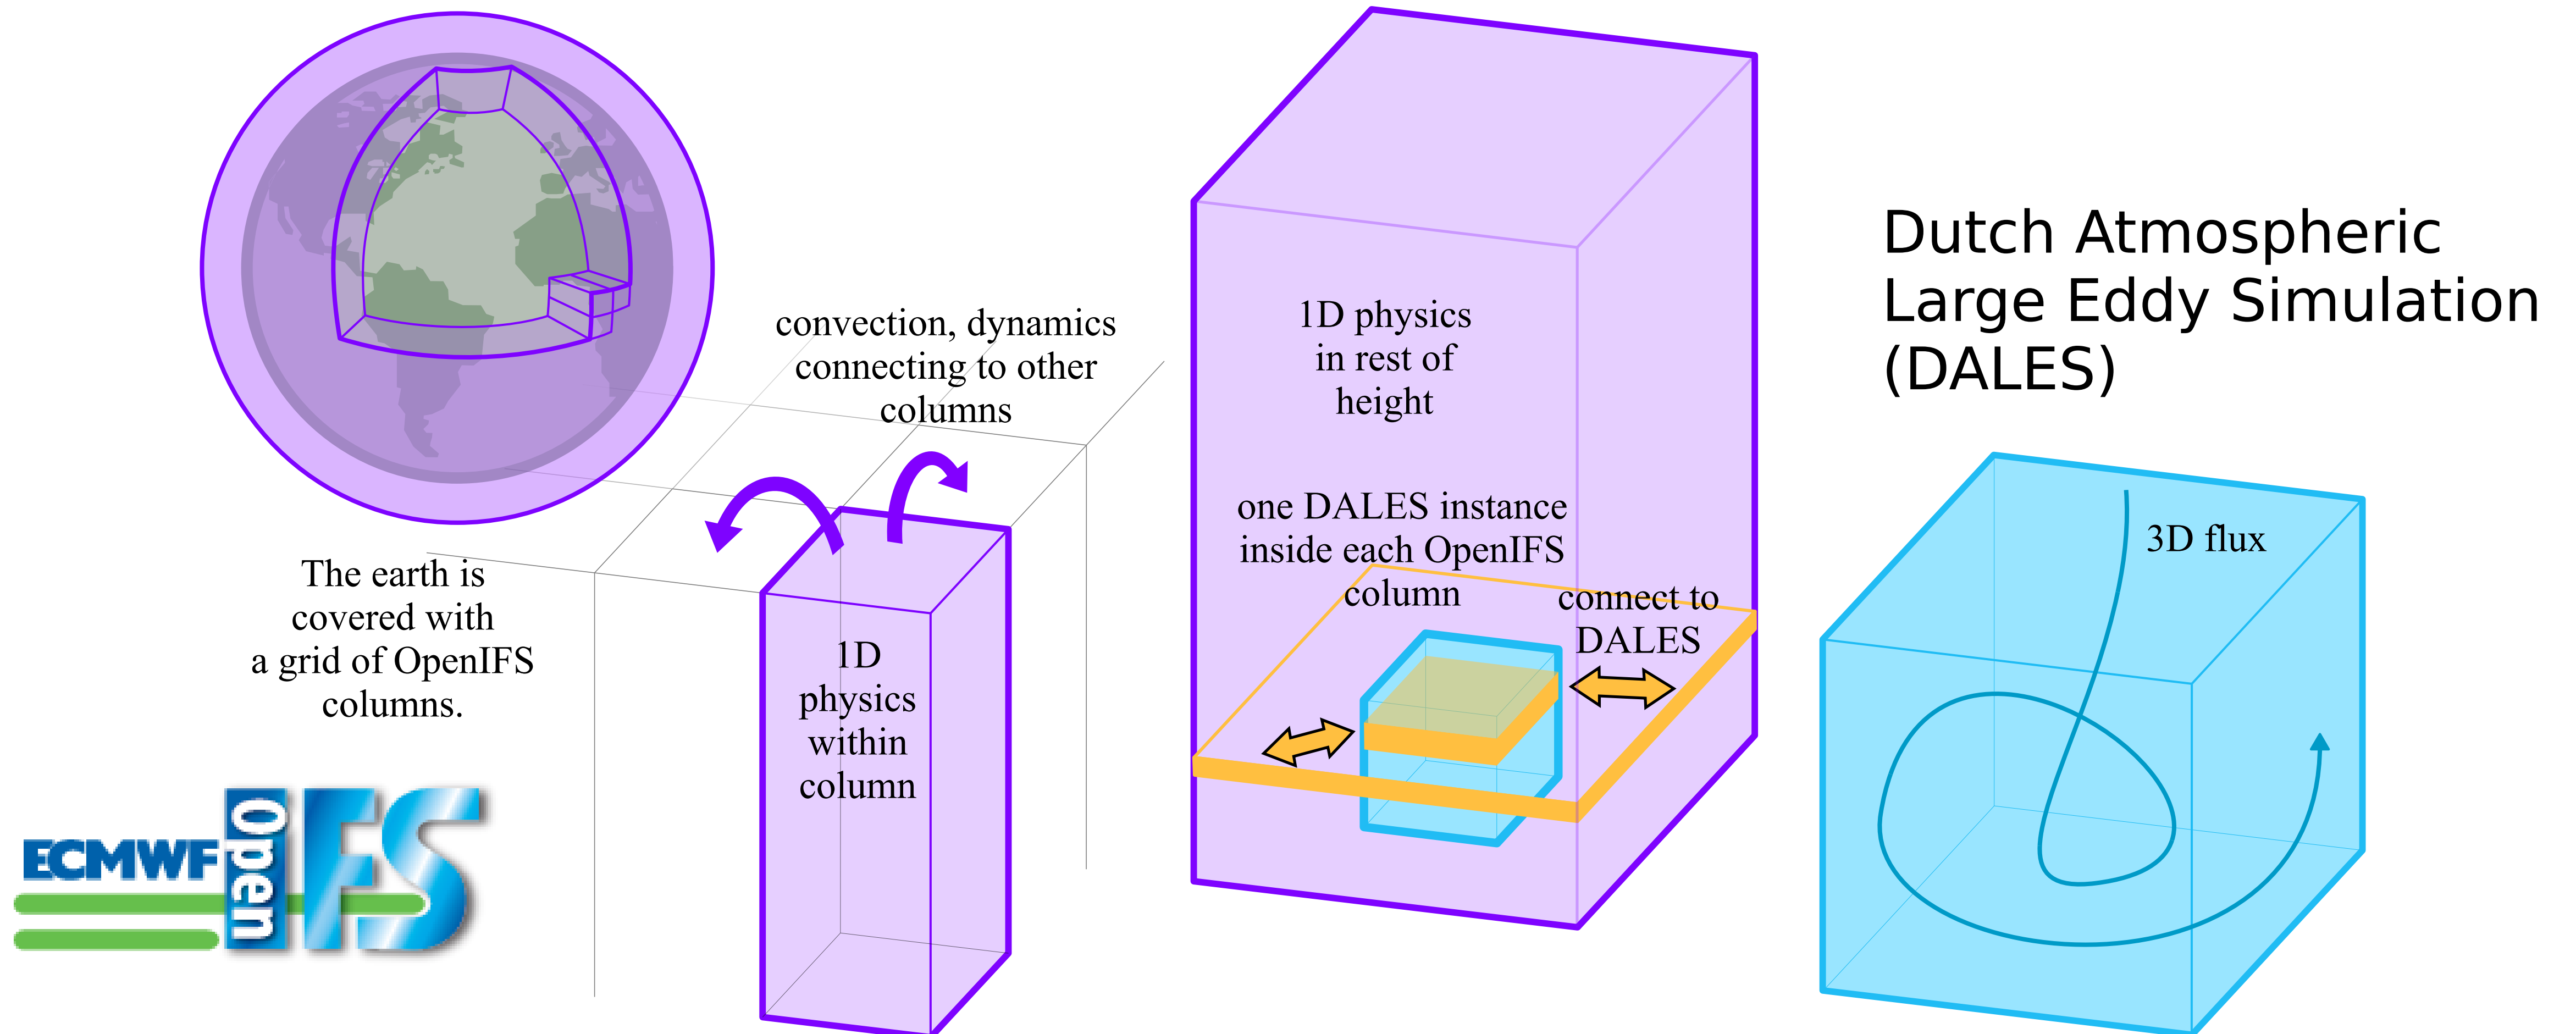 convection, dynamics
connecting to other
columns
The earth is
covered with
a grid of OpenIFS
columns.
1D
physics
within
column
ECMWF
Open
IFS
1D physics
in rest of
height
one DALES instance
inside each OpenIFS
column
connect to
DALES
Dutch Atmospheric
Large Eddy Simulation
(DALES)
3D flux